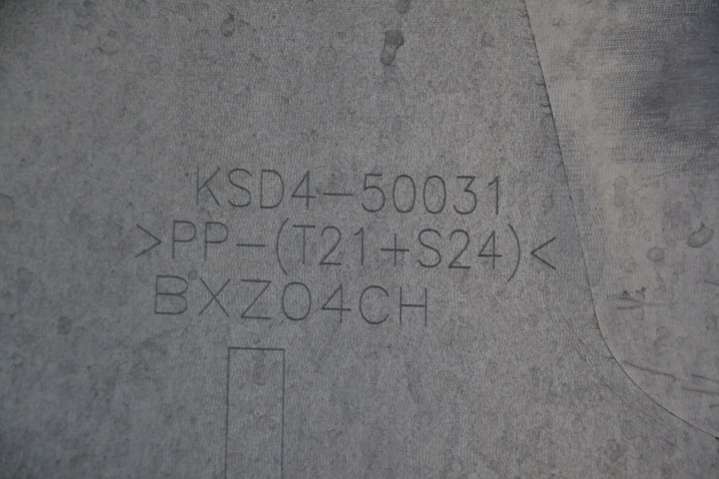 KSD4-50031
>PP-(T21+S24)<
BXZ04CH